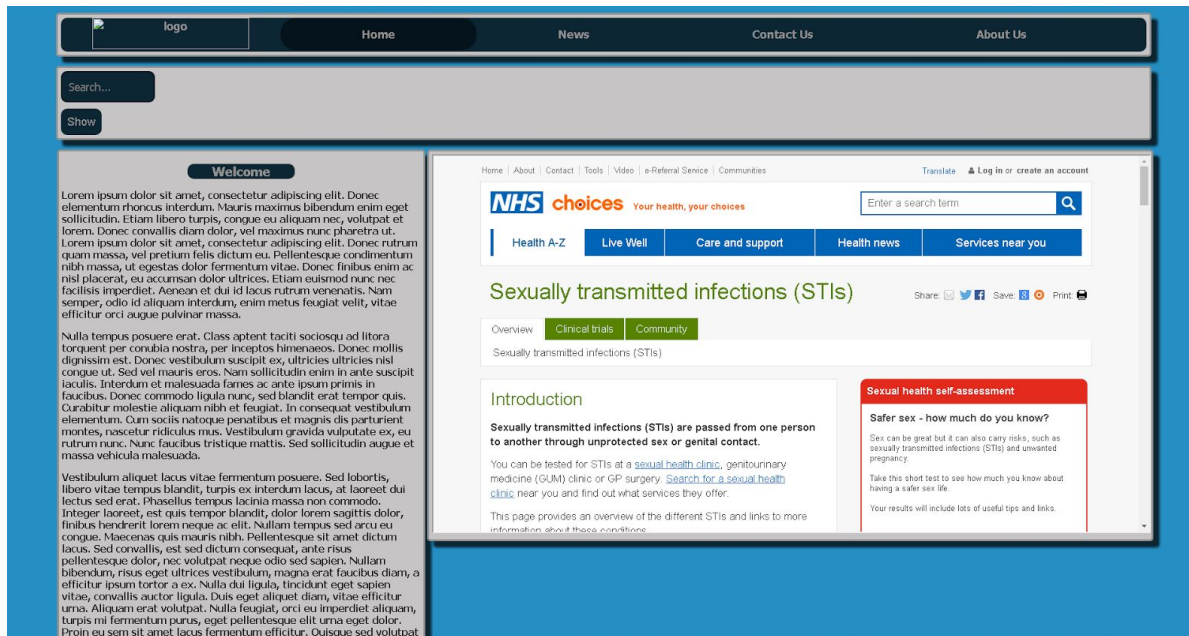 logo
Home
News
Contact Us
About Us
Search...
Show
Welcome
Lorem ipsum dolor sit amet, consectetur adipiscing elit. Donec
elementum rhoncus interdum. Mauris maximus bibendum enim eget
sollicitudin. Etiam libero turpis, congue eu aliquam nec, volutpat et
lorem. Donec convallis diam dolor, vel maximus nunc pharetra ut.
Lorem ipsum dolor sit amet, consectetur adipiscing elit. Donec rutrum
quam massa, vel pretium felis dictum eu. Pellentesque condimentum
nibh massa, ut egestas dolor fermentum vitae. Donec finibus enim ac
nisl placerat, eu accumsan dolor ultrices. Etiam euismod nunc nec
facilisis imperdiet. Aenean et dui id lacus rutrum venenatis. Nam
semper, odio id aliquam interdum, enim metus feugiat velit, vitae
efficitur orci augue pulvinar massa.
Nulla tempus posuere erat. Class aptent taciti sociosqu ad litora
torquent per conubia nostra, per inceptos himenaeos. Donec mollis
dignissim est. Donec vestibulum suscipit ex, ultricies ultricies nisl
congue ut. Sed vel mauris eros. Nam sollicitudin enim in ante suscipit
iaculis. Interdum et malesuada fames ac ante ipsum primis in
faucibus. Donec commodo ligula nunc, sed blandit erat tempor quis.
Curabitur molestie aliquam nibh et feugiat. In consequat vestibulum
elementum. Cum sociis natoque penatibus et magnis dis parturient
montes, nascetur ridiculus mus. Vestibulum gravida vulputate ex, eu
rutrum nunc. Nunc faucibus tristique mattis. Sed sollicitudin augue et
massa vehicula malesuada.
Vestibulum aliquet lacus vitae fermentum posuere. Sed lobortis,
libero vitae tempus blandit, turpis ex interdum lacus, at laoreet dui
lectus sed erat. Phasellus tempus lacinia massa non commodo.
Integer laoreet, est quis tempor blandit, dolor lorem sagittis dolor,
finibus hendrerit lorem neque ac elit. Nullam tempus sed arcu eu
congue. Maecenas quis mauris nibh. Pellentesque sit amet dictum
lacus. Sed convallis, est sed dictum consequat, ante risus
pellentesque dolor, nec volutpat neque odio sed sapien. Nullam
bibendum, risus eget ultrices vestibulum, magna erat faucibus diam, a
efficitur ipsum tortor a ex. Nulla dui ligula, tincidunt eget sapien
vitae, convallis auctor ligula. Duis eget aliquet diam, vitae efficitur
urna. Aliquam erat volutpat. Nulla feugiat, orci eu imperdiet aliquam,
turpis mi fermentum purus, eget pellentesque elit urna eget dolor.
Proin eu sem sit amet lacus fermentum efficitur. Quisque sed volutpat
Home | About | Contact | Tools | Video | e-Referral Service | Communities
Translate Log in or create an account
NHS choices Your health, your choices
Enter a search term
Health A-Z Live Well Care and support Health news Services near you
Sexually transmitted infections (STIs)
Share: Save: Print:
Overview Clinical trials Community
Sexually transmitted infections (STIs)
Introduction
Sexually transmitted infections (STIs) are passed from one person
to another through unprotected sex or genital contact.
You can be tested for STIs at a sexual health clinic, genitourinary
medicine (GUM) clinic or GP surgery. Search for a sexual health
clinic near you and find out what services they offer.
This page provides an overview of the different STIs and links to more
information about these conditions.
Sexual health self-assessment
Safer sex - how much do you know?
Sex can be great but it can also carry risks, such as
sexually transmitted infections (STIs) and unwanted
pregnancy.
Take this short test to see how much you know about
having a safer sex life.
Your results will include lots of useful tips and links.